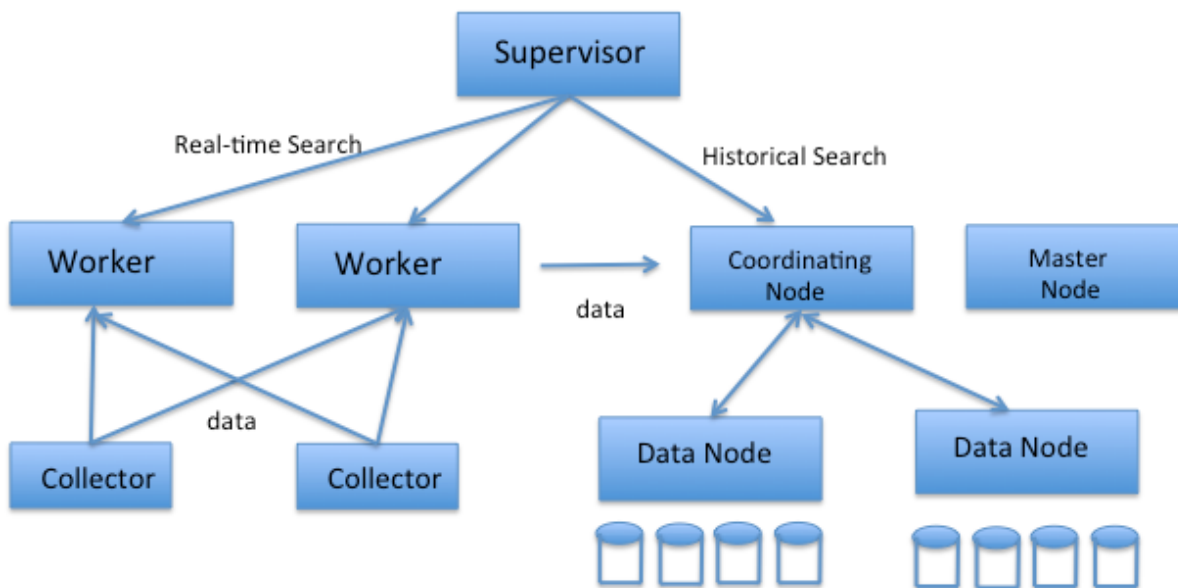 Supervisor
Real-time Search
Historical Search
Worker
Worker
Coordinating
Node
Master
Node
data
data
Collector
Collector
Data Node
Data Node